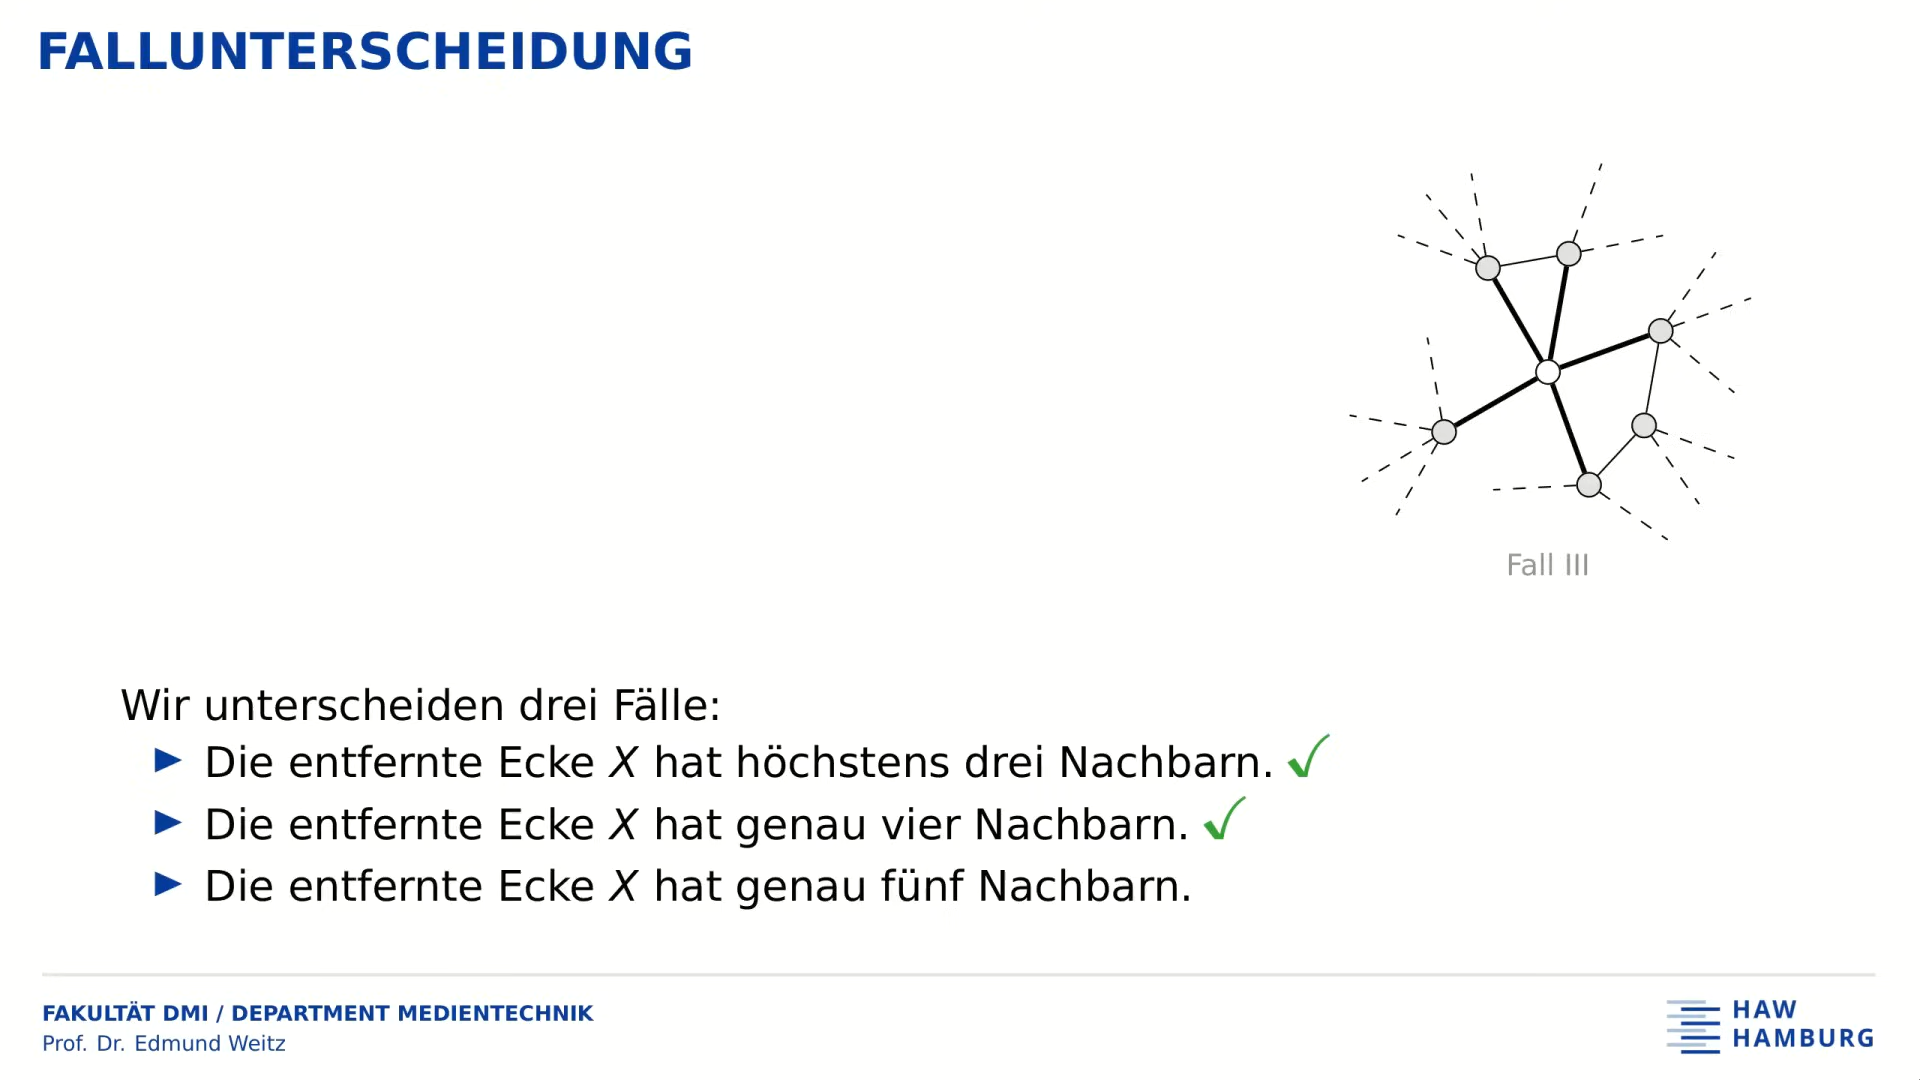 FALLUNTERSCHEIDUNG
Fall III
Wir unterscheiden drei Fälle:
Die entfernte Ecke X hat höchstens drei Nachbarn. ✓
Die entfernte Ecke X hat genau vier Nachbarn. ✓
Die entfernte Ecke X hat genau fünf Nachbarn.
FAKULTÄT DMI / DEPARTMENT MEDIENTECHNIK
Prof. Dr. Edmund Weitz
HAW
HAMBURG